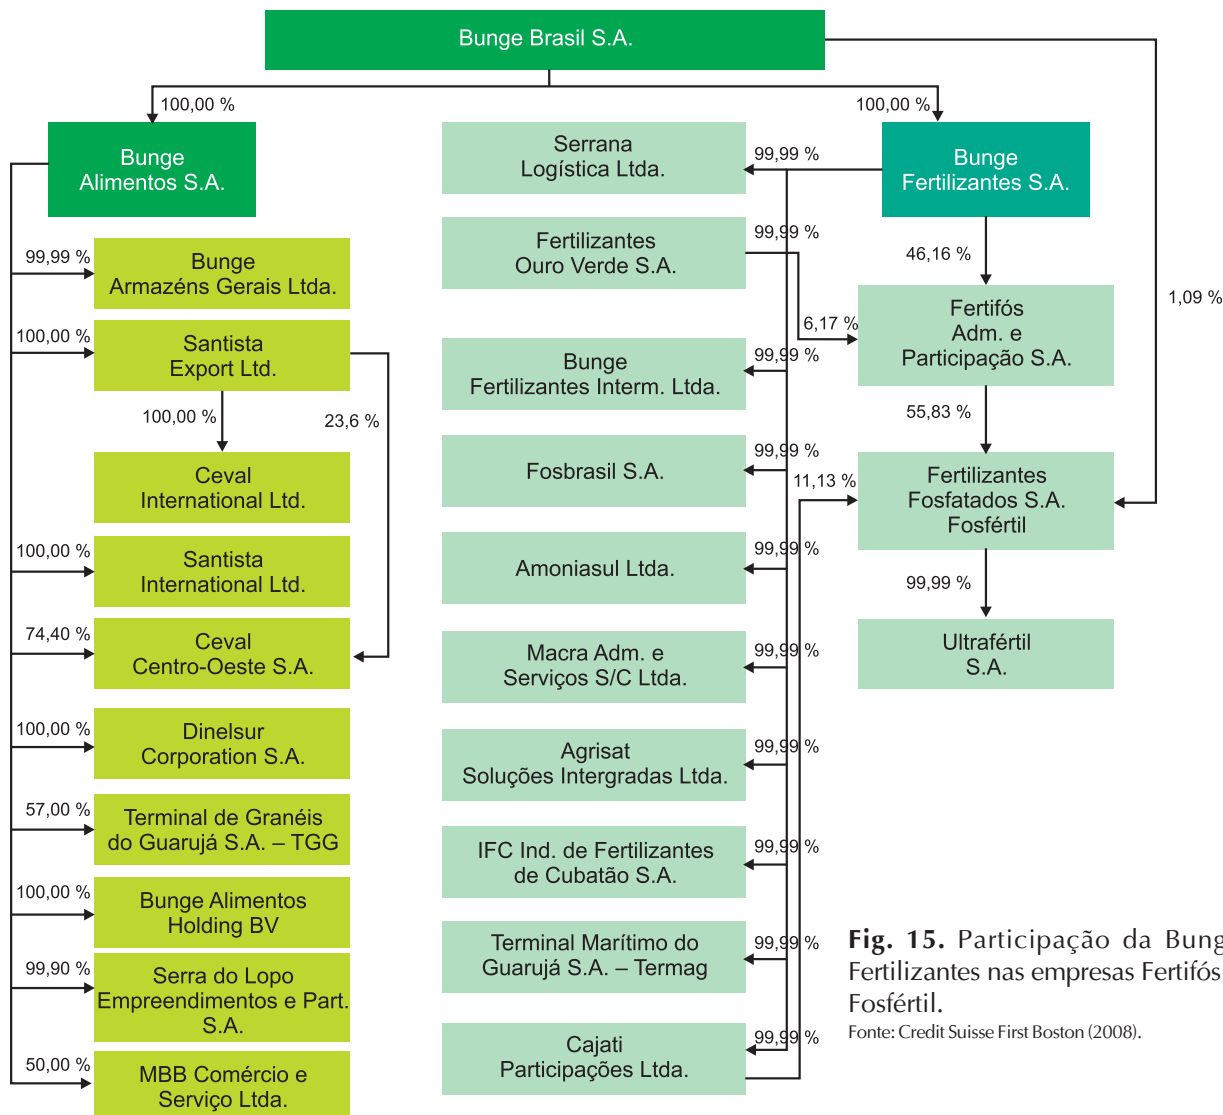 Bunge Brasil S.A.
100,00 %
100,00 %
Bunge
Alimentos S.A.
Serrana
Logística Ltda.
99,99 %
Bunge
Fertilizantes S.A.
99,99 %
Bunge
Armazéns Gerais Ltda.
Fertilizantes
Ouro Verde S.A.
99,99 %
46,16 %
1,09 %
100,00 %
Santista
Export Ltd.
6,17 %
Fertifós
Adm. e
Participação S.A.
Bunge
Fertilizantes Interm. Ltda.
99,99 %
100,00 %
23,6 %
55,83 %
Ceval
International Ltd.
Fosbrasil S.A.
99,99 %
11,13 %
Fertilizantes
Fosfatados S.A.
Fosfértil
100,00 %
Santista
International Ltd.
Amoniasul Ltda.
99,99 %
99,99 %
74,40 %
Ceval
Centro-Oeste S.A.
Macra Adm. e
Serviços S/C Ltda.
99,99 %
Ultrafértil
S.A.
100,00 %
Dinelsur
Corporation S.A.
Agrisat
Soluções Intergradas Ltda.
99,99 %
57,00 %
Terminal de Granéis
do Guarujá S.A. – TGG
IFC Ind. de Fertilizantes
de Cubatão S.A.
99,99 %
100,00 %
Bunge Alimentos
Holding BV
Terminal Marítimo do
Guarujá S.A. – Termag
99,99 %
99,90 %
Serra do Lopo
Empreendimentos e Part.
S.A.
Cajati
Participações Ltda.
99,99 %
50,00 %
MBB Comércio e
Serviço Ltda.
Fig. 15. Participação da Bung
Fertilizantes nas empresas Fertifós
Fosfértil.
Fonte: Credit Suisse First Boston (2008).